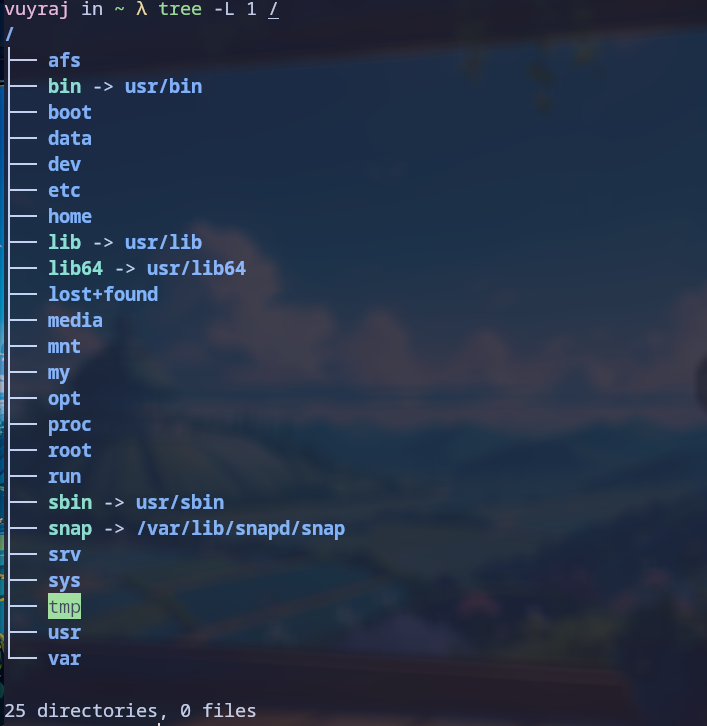 vuyraj in ~ λ tree -L 1 /
/
├── afs
├── bin -> usr/bin
├── boot
├── data
├── dev
├── etc
├── home
├── lib -> usr/lib
├── lib64 -> usr/lib64
├── lost+found
├── media
├── mnt
├── my
├── opt
├── proc
├── root
├── run
├── sbin -> usr/sbin
├── snap -> /var/lib/snapd/snap
├── srv
├── sys
├── tmp
├── usr
└── var
25 directories, 0 files